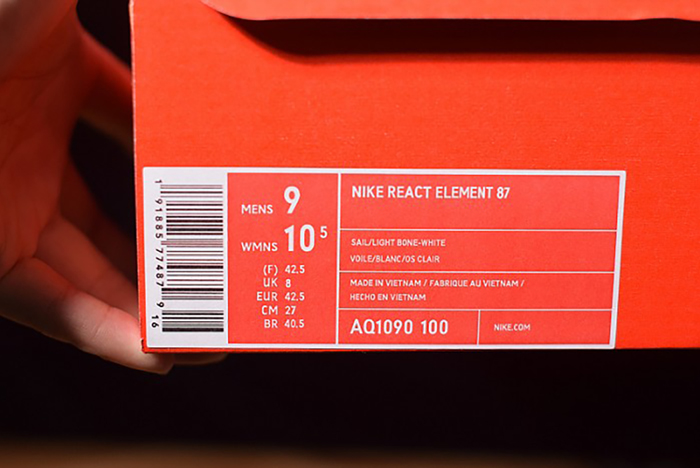 1 91885 77487 9 16
MENS 9
WMNS 10 5
(F) 42.5
UK 8
EUR 42.5
CM 27
BR 40.5
NIKE REACT ELEMENT 87
SAIL/LIGHT BONE-WHITE
VOILE/BLANC/OS CLAIR
MADE IN VIETNAM / FABRIQUE AU VIETNAM /
HECHO EN VIETNAM
AQ1090 100
NIKE.COM